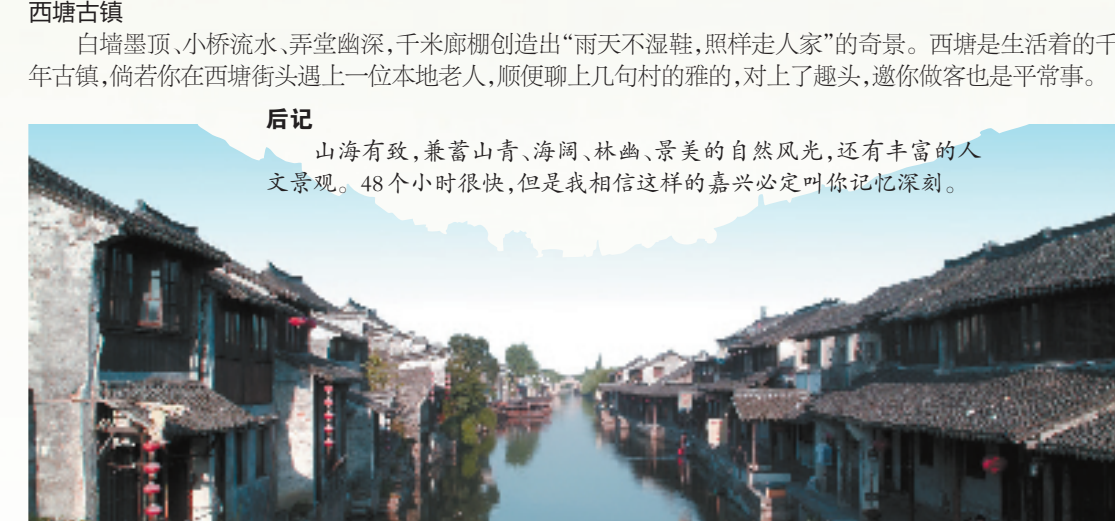 西塘古镇
白墙墨顶、小桥流水、弄堂幽深，千米廊棚创造出“雨天不湿鞋，照样走人家”的奇景。西塘是生活着的千
年古镇，倘若你在西塘街头遇上一位本地老人，顺便聊上几句村的雅的，对上了趣头，邀你做客也是平常事。
后记
山海有致，兼蓄山青、海阔、林幽、景美的自然风光，还有丰富的人
文景观。48个小时很快，但是我相信这样的嘉兴必定叫你记忆深刻。